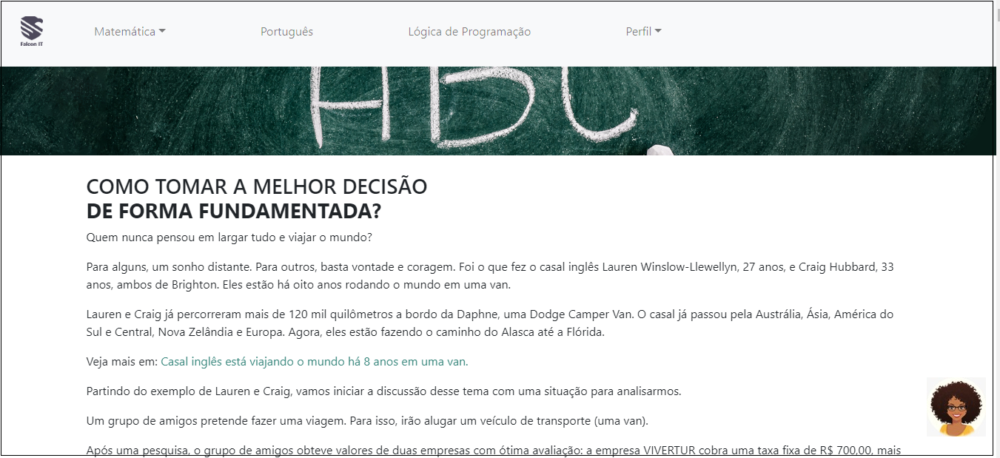 Falcon IT
Matemática
Português
Lógica de Programação
Perfil
ABC
COMO TOMAR A MELHOR DECISÃO
DE FORMA FUNDAMENTADA?
Quem nunca pensou em largar tudo e viajar o mundo?
Para alguns, um sonho distante. Para outros, basta vontade e coragem. Foi o que fez o casal inglês Lauren Winslow-Llewellyn, 27 anos, e Craig Hubbard, 33
anos, ambos de Brighton. Eles estão há oito anos rodando o mundo em uma van.
Lauren e Craig já percorreram mais de 120 mil quilômetros a bordo da Daphne, uma Dodge Camper Van. O casal já passou pela Austrália, Ásia, América do
Sul e Central, Nova Zelândia e Europa. Agora, eles estão fazendo o caminho do Alasca até a Flórida.
Veja mais em: Casal inglês está viajando o mundo há 8 anos em uma van.
Partindo do exemplo de Lauren e Craig, vamos iniciar a discussão desse tema com uma situação para analisarmos.
Um grupo de amigos pretende fazer uma viagem. Para isso, irão alugar um veículo de transporte (uma van).
Após uma pesquisa, o grupo de amigos obteve valores de duas empresas com ótima avaliação: a empresa VIVERTUR cobra uma taxa fixa de R$ 700,00, mais